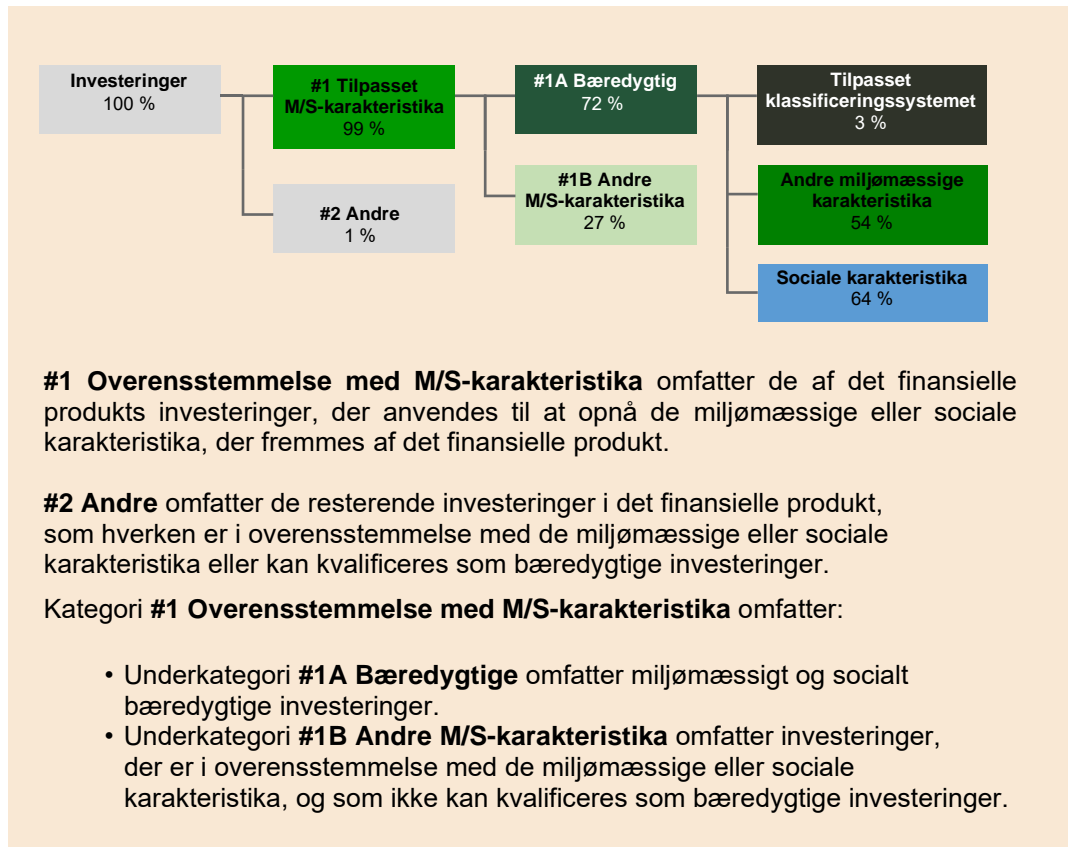 Investeringer
100 %
#1 Tilpasset
M/S-karakteristika
99 %
#2 Andre
1 %
#1A Bæredygtig
72 %
#1B Andre
M/S-karakteristika
27 %
Tilpasset
klassificeringssystemet
3 %
Andre miljømæssige
karakteristika
54 %
Sociale karakteristika
64 %
#1 Overensstemmelse med M/S-karakteristika omfatter de af det finansielle
produkts investeringer, der anvendes til at opnå de miljømæssige eller sociale
karakteristika, der fremmes af det finansielle produkt.
#2 Andre omfatter de resterende investeringer i det finansielle produkt,
som hverken er i overensstemmelse med de miljømæssige eller sociale
karakteristika eller kan kvalificeres som bæredygtige investeringer.
Kategori #1 Overensstemmelse med M/S-karakteristika omfatter:
• Underkategori #1A Bæredygtige omfatter miljømæssigt og socialt
bæredygtige investeringer.
• Underkategori #1B Andre M/S-karakteristika omfatter investeringer,
der er i overensstemmelse med de miljømæssige eller sociale
karakteristika, og som ikke kan kvalificeres som bæredygtige investeringer.